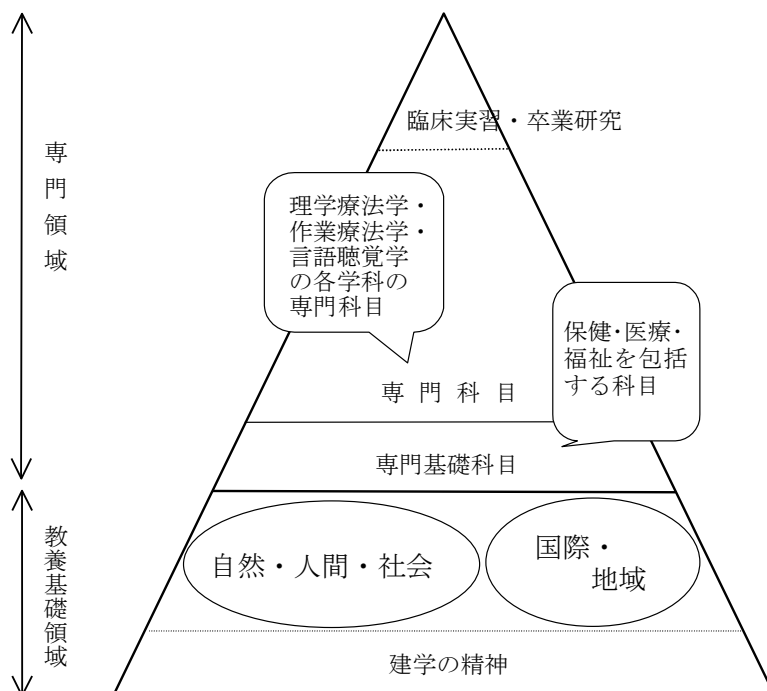 臨床実習・卒業研究
専門領域
理学療法学・
作業療法学・
言語聴覚学
の各学科の
専門科目
保健・医療・
福祉を包括
する科目
専 門 科 目
専門基礎科目
教養基礎領域
自然・人間・社会
国際・
地域
建学の精神